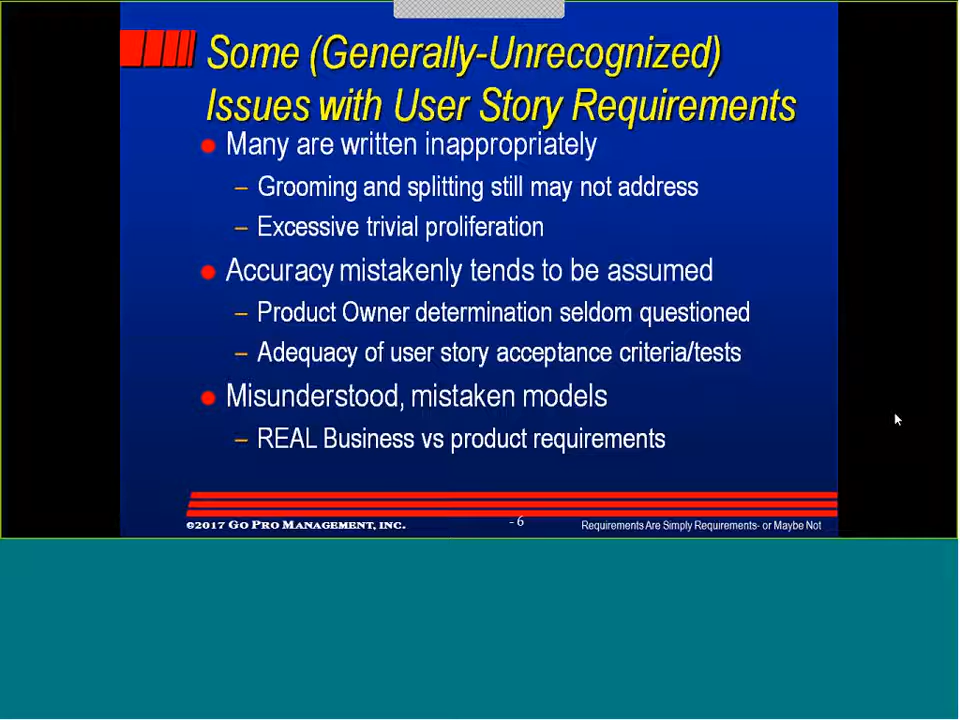 Some (Generally-Unrecognized)
Issues with User Story Requirements
Many are written inappropriately
– Grooming and splitting still may not address
– Excessive trivial proliferation
Accuracy mistakenly tends to be assumed
– Product Owner determination seldom questioned
– Adequacy of user story acceptance criteria/tests
Misunderstood, mistaken models
– REAL Business vs product requirements
©2017 GO PRO MANAGEMENT, INC.
- 6
Requirements Are Simply Requirements- or Maybe Not